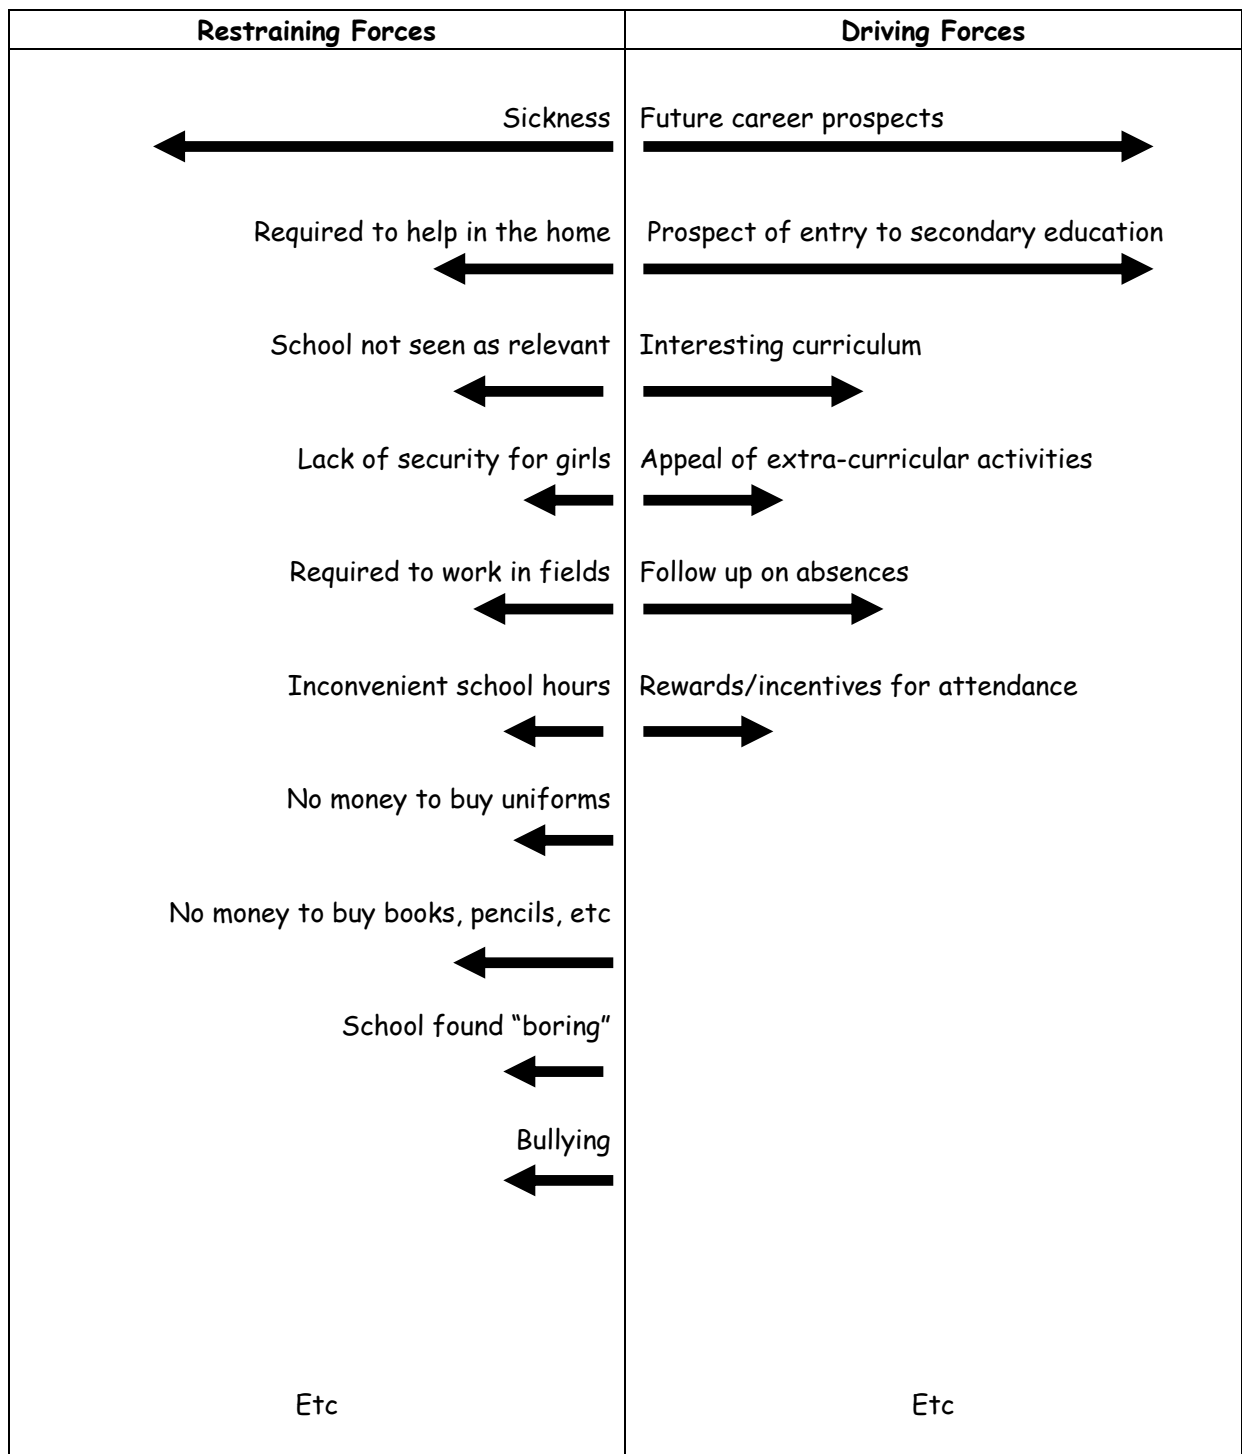 Restraining Forces
Driving Forces
Sickness
Future career prospects
Required to help in the home
Prospect of entry to secondary education
School not seen as relevant
Interesting curriculum
Lack of security for girls
Appeal of extra-curricular activities
Required to work in fields
Follow up on absences
Inconvenient school hours
Rewards/incentives for attendance
No money to buy uniforms
No money to buy books, pencils, etc
School found “boring”
Bullying
Etc
Etc